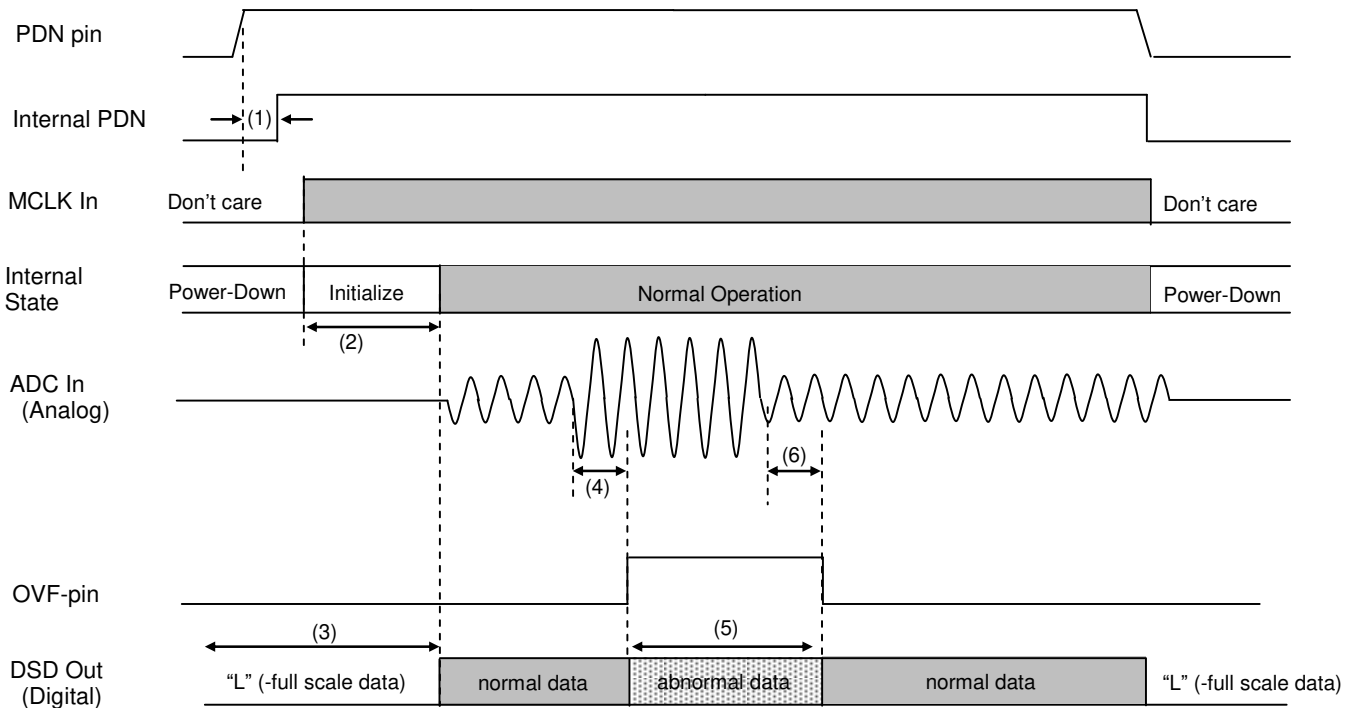 PDN pin
Internal PDN
(1)
MCLK In
Don't care
Don't care
Internal
State
Power-Down
Initialize
Normal Operation
Power-Down
(2)
ADC In
(Analog)
(4)
(6)
OVF-pin
(3)
(5)
DSD Out
(Digital)
“L” (-full scale data)
normal data
abnormal data
normal data
“L” (-full scale data)